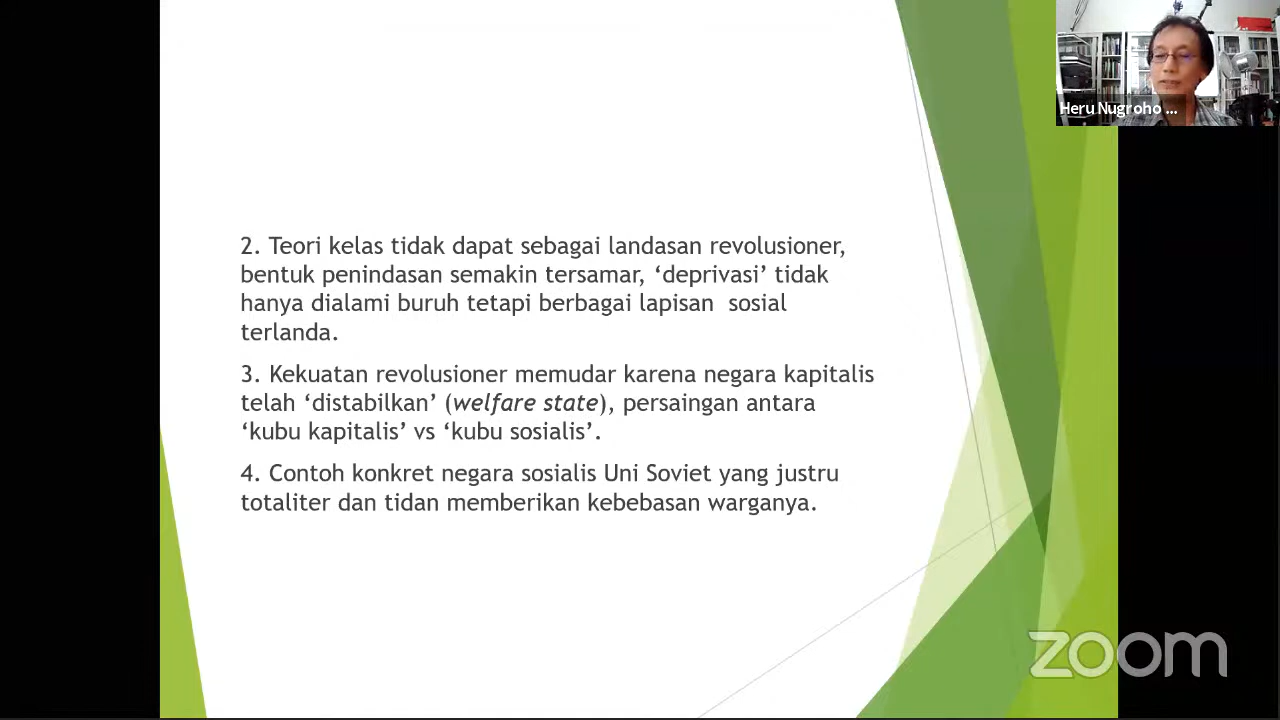 Heru Nugroho ...
2. Teori kelas tidak dapat sebagai landasan revolusioner,
bentuk penindasan semakin tersamar, ‘deprivasi’ tidak
hanya dialami buruh tetapi berbagai lapisan sosial
terlanda.
3. Kekuatan revolusioner memudar karena negara kapitalis
telah ‘distabilkan’ (welfare state), persaingan antara
‘kubu kapitalis’ vs ‘kubu sosialis’.
4. Contoh konkret negara sosialis Uni Soviet yang justru
totaliter dan tidan memberikan kebebasan warganya.
zoom